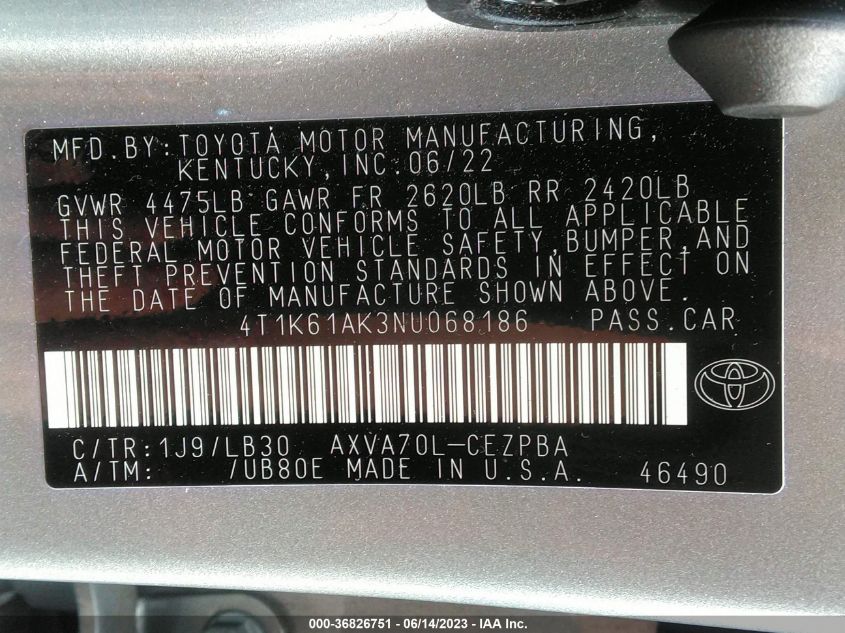 MFD.BY:TOYOTA MOTOR MANUFACTURING,
KENTUCKY,INC.06/22
GVWR 4475LB GAWR FR 2620LB RR 2420LB
THIS VEHICLE CONFORMS TO ALL APPLICABLE
FEDERAL MOTOR VEHICLE SAFETY,BUMPER,AND
THEFT PREVENTION STANDARDS IN EFFECT ON
THE DATE OF MANUFACTURE SHOWN ABOVE.
4T1K61AK3NU068186 PASS.CAR
C/TR:1J9/LB30 AXVA70L-CEZPBA
A/TM: /UB80E MADE IN U.S.A. 46490
000-36826751 - 06/14/2023 - IAA Inc.